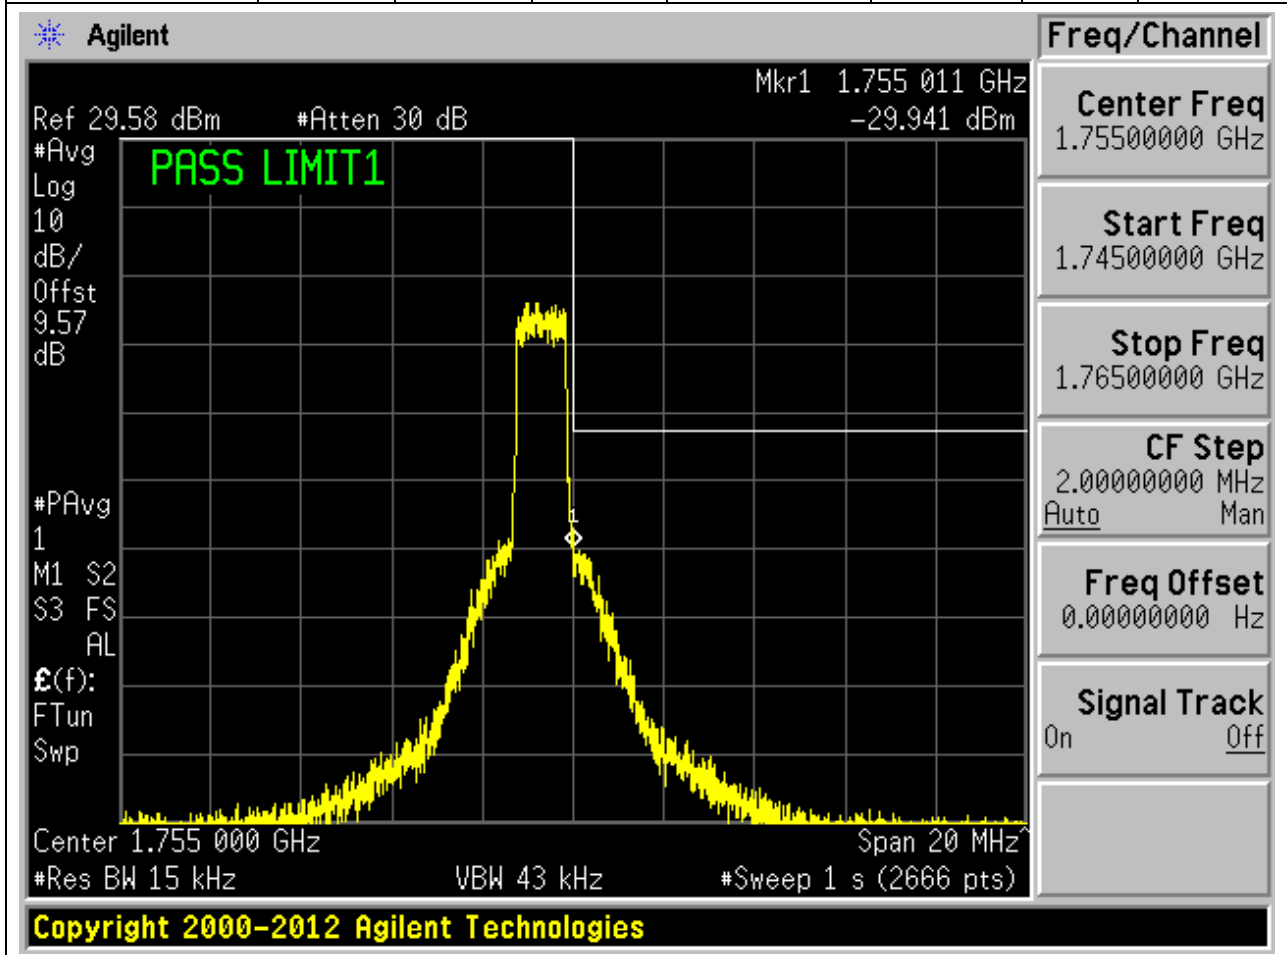 Agilent
Freq/Channel
Mkr1 1.755 011 GHz
Ref 29.58 dBm #Atten 30 dB -29.941 dBm
#Avg
Log
10
dB/
Offst
9.57
dB
PASS LIMIT1
#PAvg
1
M1 S2
S3 FS
AL
£(f):
FTun
Swp
1
Center 1.755 000 GHz Span 20 MHz^
#Res BW 15 kHz VBW 43 kHz #Sweep 1 s (2666 pts)
Center Freq
1.75500000 GHz
Start Freq
1.74500000 GHz
Stop Freq
1.76500000 GHz
CF Step
2.00000000 MHz
Auto Man
Freq Offset
0.00000000 Hz
Signal Track
On Off
Copyright 2000-2012 Agilent Technologies